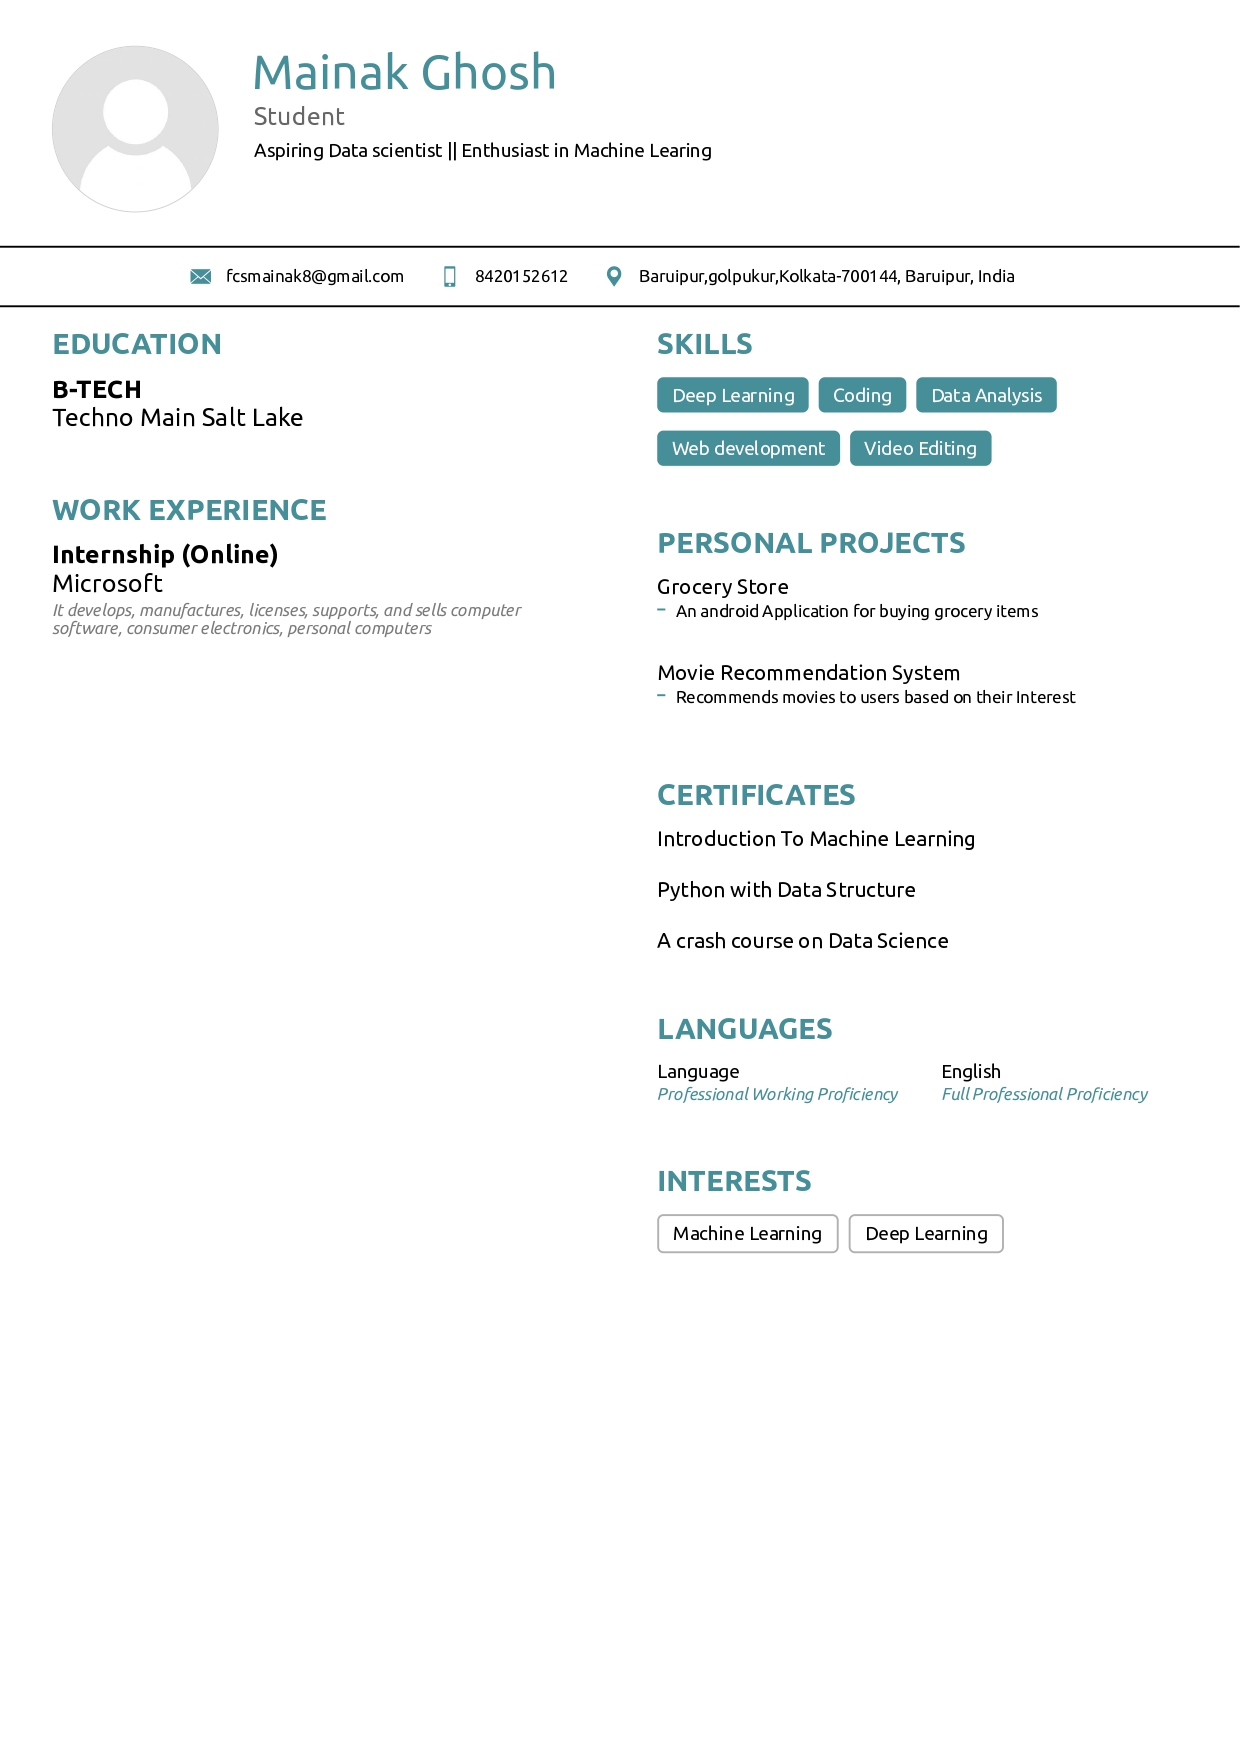 Mainak Ghosh
Student
Aspiring Data scientist || Enthusiast in Machine Learing
fcsmainak8@gmail.com
8420152612
Baruipur,golpukur,Kolkata-700144, Baruipur, India
EDUCATION
B-TECH
Techno Main Salt Lake
WORK EXPERIENCE
Internship (Online)
Microsoft
It develops, manufactures, licenses, supports, and sells computer
software, consumer electronics, personal computers
SKILLS
Deep Learning Coding Data Analysis
Web development Video Editing
PERSONAL PROJECTS
Grocery Store
– An android Application for buying grocery items
Movie Recommendation System
– Recommends movies to users based on their Interest
CERTIFICATES
Introduction To Machine Learning
Python with Data Structure
A crash course on Data Science
LANGUAGES
Language
Professional Working Proficiency
English
Full Professional Proficiency
INTERESTS
Machine Learning Deep Learning